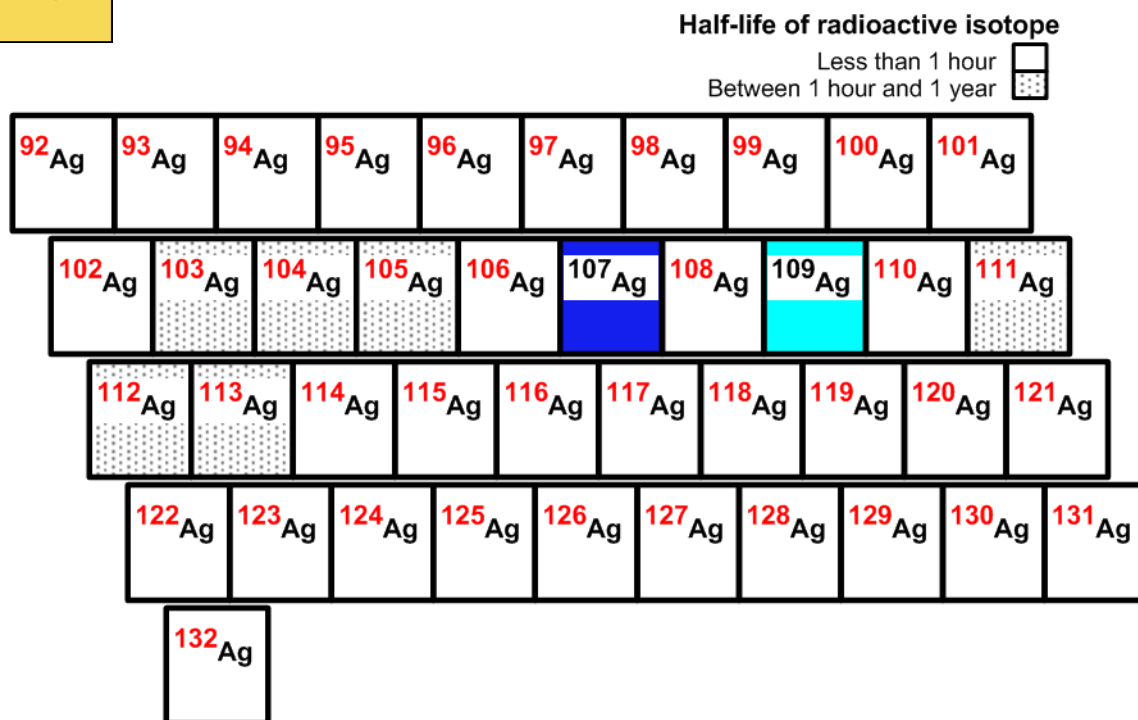 Half-life of radioactive isotope
Less than 1 hour
Between 1 hour and 1 year
92Ag 93Ag 94Ag 95Ag 96Ag 97Ag 98Ag 99Ag 100Ag 101Ag
102Ag 103Ag 104Ag 105Ag 106Ag 107Ag 108Ag 109Ag 110Ag 111Ag
112Ag 113Ag 114Ag 115Ag 116Ag 117Ag 118Ag 119Ag 120Ag 121Ag
122Ag 123Ag 124Ag 125Ag 126Ag 127Ag 128Ag 129Ag 130Ag 131Ag
132Ag